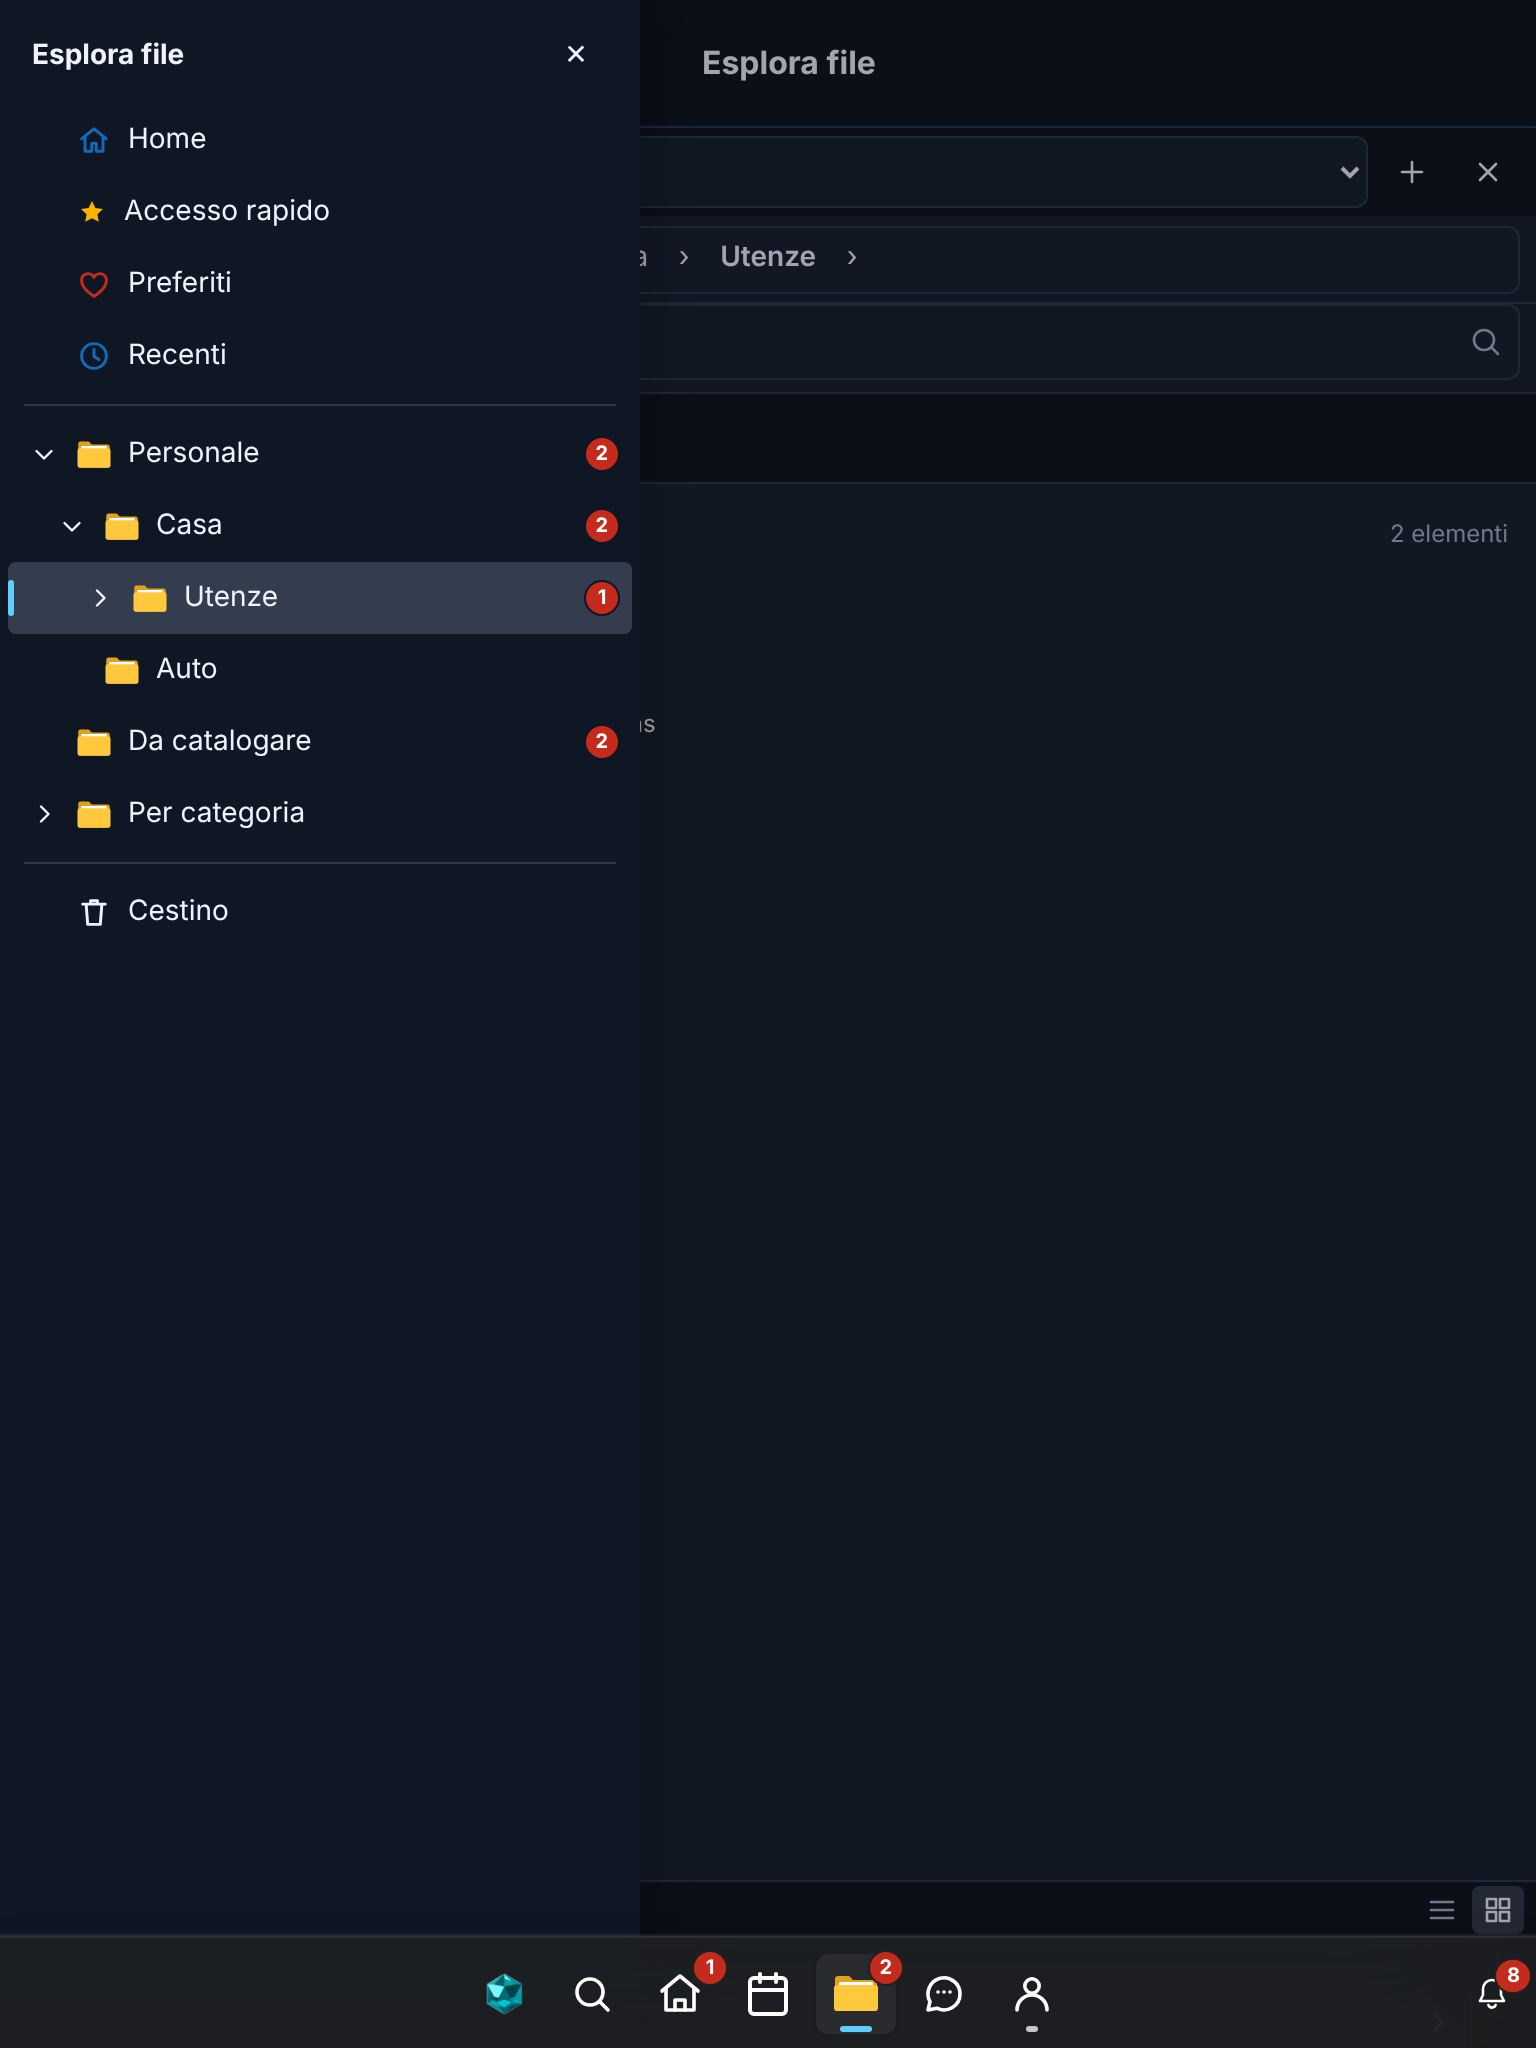 Esplora file
Esplora file
Home
Accesso rapido
Preferiti
Recenti
Utenze
Personale 2
Casa 2
2 elementi
Utenze 1
Auto
Da catalogare 2
Per categoria
Cestino
1
2
8